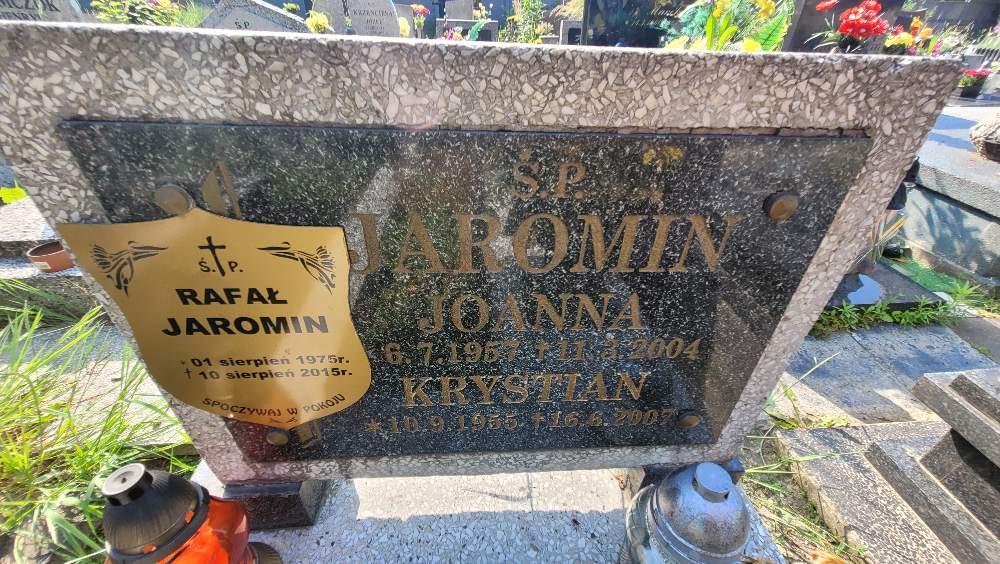 Ś.P.
JAROMIN
JOANNA
6.7.1957 † 11.3.2004
KRYSTIAN
* 10.9.1955 † 16.6.2007
Ś. P.
RAFAŁ
JAROMIN
* 01 sierpień 1975r.
† 10 sierpień 2015r.
SPOCZYWAJ W POKOJU
Ś P